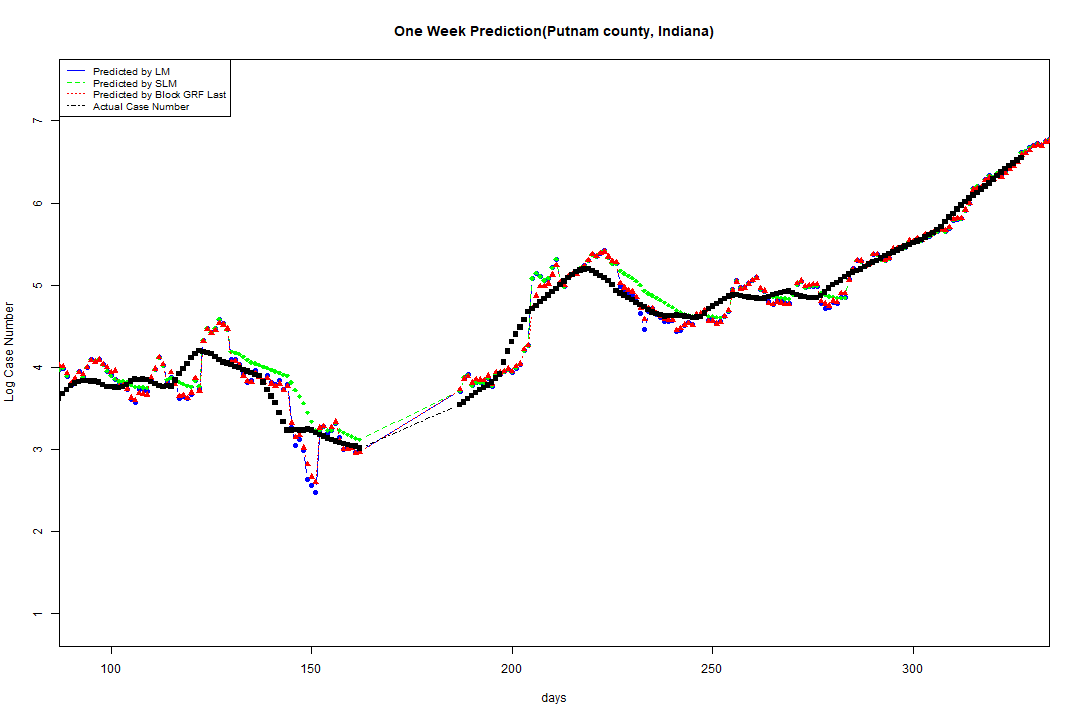 One Week Prediction(Putnam county, Indiana)
Predicted by LM
Predicted by SLM
Predicted by Block GRF Last
Actual Case Number
7
6
5
4
3
2
1
Log Case Number
100 150 200 250 300
days